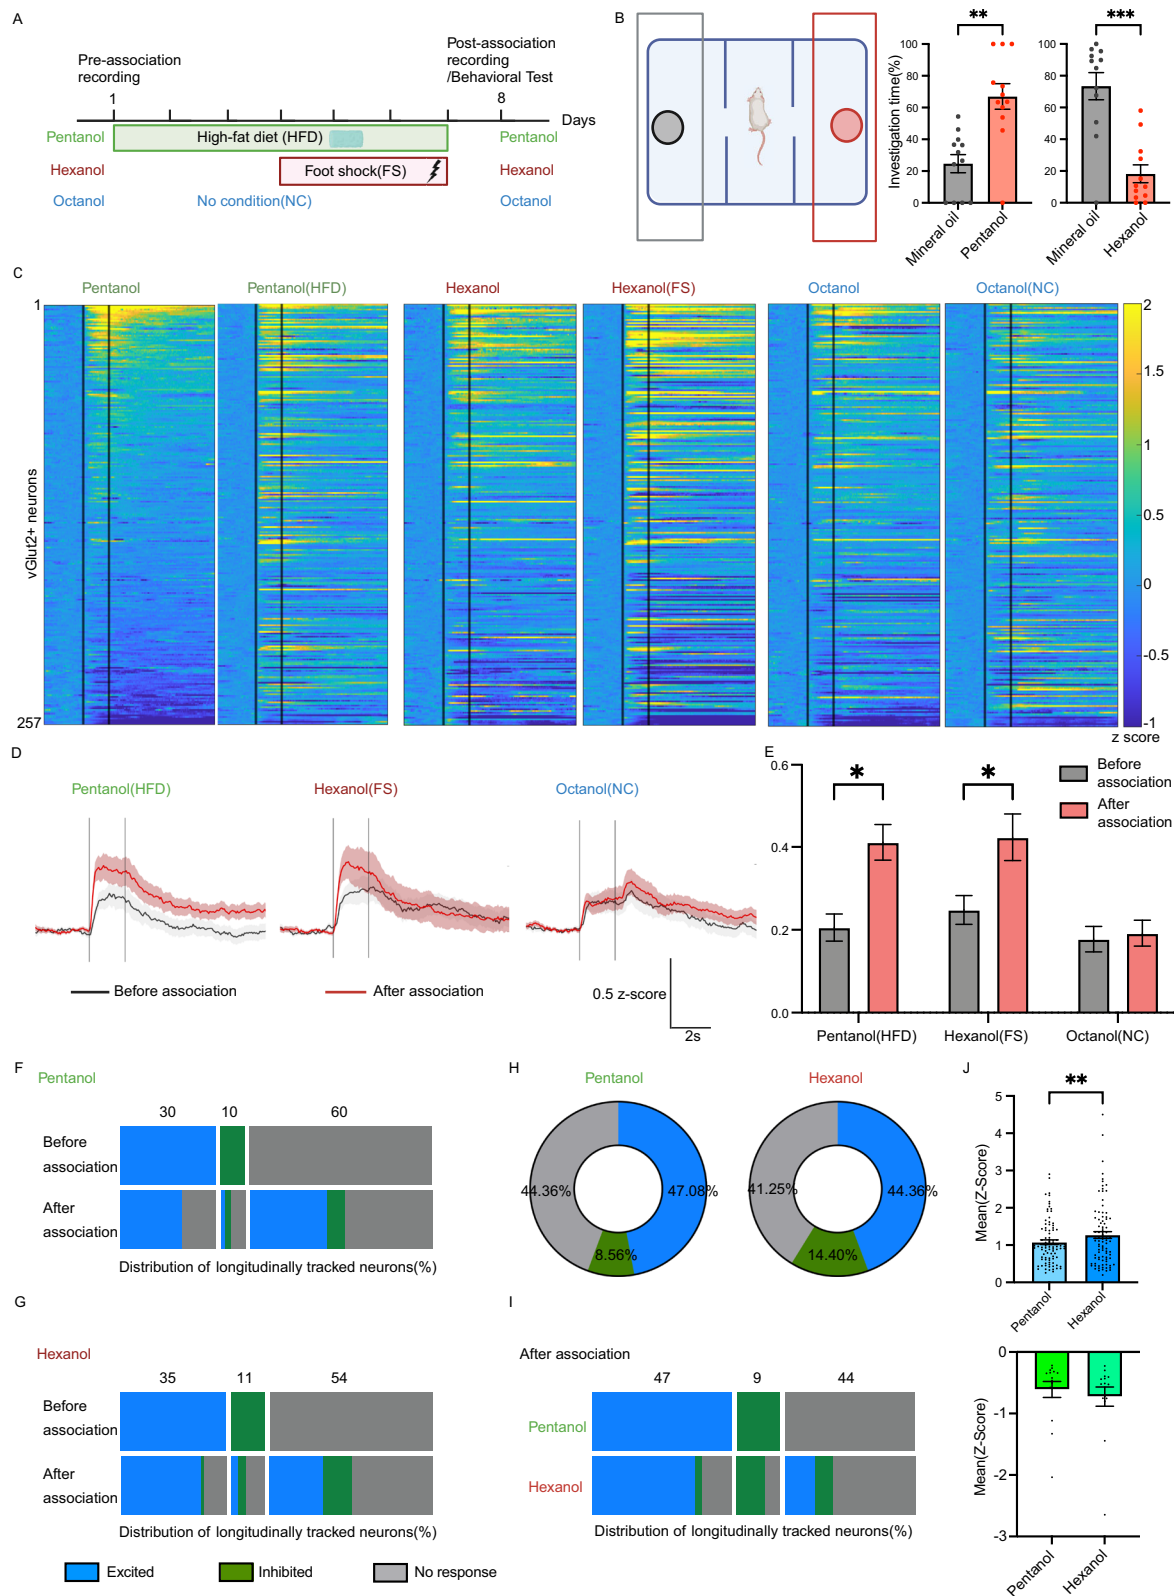 A
Pre-association
recording
Post-association
recording
/Behavioral Test
1
8
Days
Pentanol
High-fat diet (HFD)
Pentanol
Hexanol
Foot shock(FS)
Hexanol
Octanol
No condition(NC)
Octanol
B
Investigation time(%)
100
80
60
40
20
0
**
Mineral oil
Pentanol
100
80
60
40
20
0
***
Mineral oil
Hexanol
C
Pentanol
Pentanol(HFD)
Hexanol
Hexanol(FS)
Octanol
Octanol(NC)
1
vGlut2+ neurons
257
2
1.5
1
0.5
0
-0.5
-1
z score
D
Pentanol(HFD)
Hexanol(FS)
Octanol(NC)
Before association
After association
0.5 z-score
2s
E
0.6
0.4
0.2
0.0
*
*
Before
association
After
association
Pentanol(HFD)
Hexanol(FS)
Octanol(NC)
F
Pentanol
30
10
60
Before
association
After
association
Distribution of longitudinally tracked neurons(%)
G
Hexanol
35
11
54
Before
association
After
association
Distribution of longitudinally tracked neurons(%)
H
Pentanol
44.36%
47.08%
8.56%
Hexanol
41.25%
44.36%
14.40%
I
After association
47
9
44
Pentanol
Hexanol
Distribution of longitudinally tracked neurons(%)
J
**
Mean(Z-Score)
5
4
3
2
1
0
Pentanol
Hexanol
Mean(Z-Score)
0
-1
-2
-3
Pentanol
Hexanol
Excited
Inhibited
No response